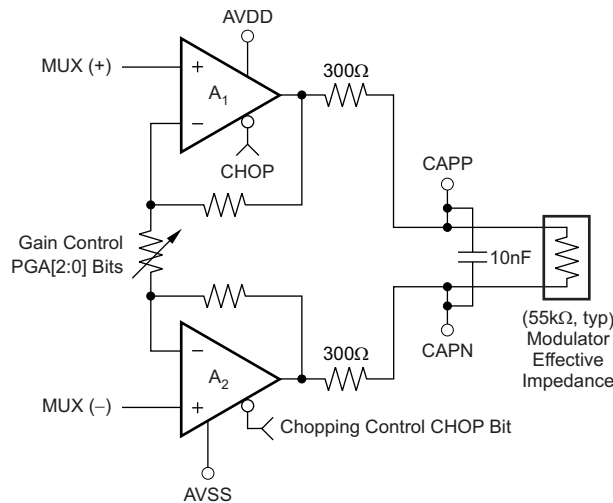 AVDD
MUX (+)
+
A1
−
300Ω
CHOP
CAPP
Gain Control
PGA[2:0] Bits
10nF
(55kΩ, typ)
Modulator
Effective
Impedance
CAPN
300Ω
−
A2
MUX (−)
+
Chopping Control CHOP Bit
AVSS